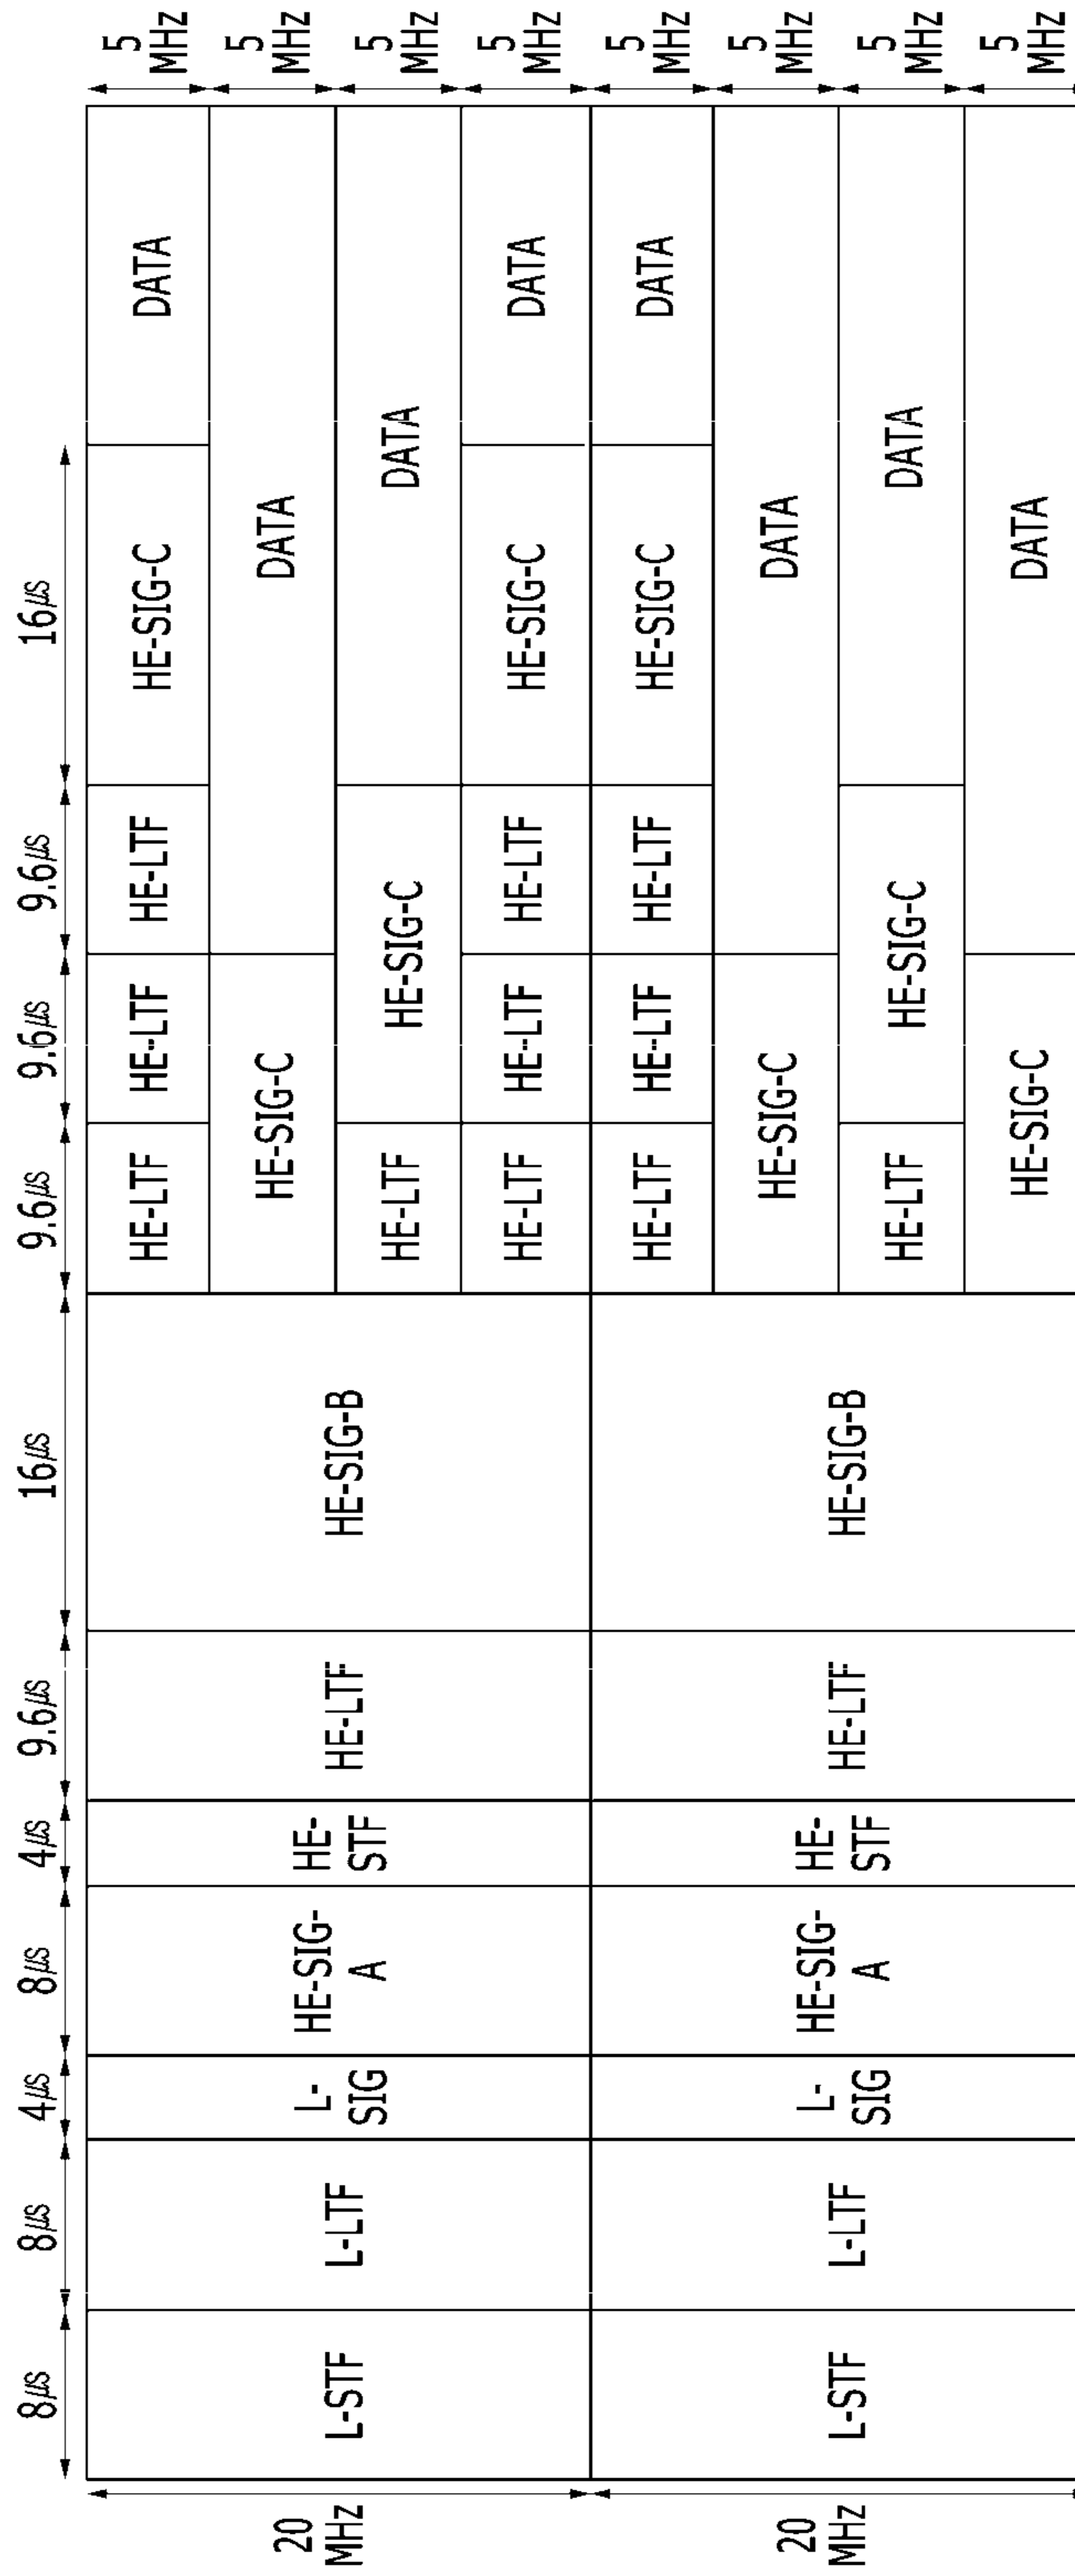 8μs
8μs
4μs
8μs
4μs
9.6μs
16μs
9.6μs
9.6μs
9.6μs
16μs
20
MHz
L-STF
L-LTF
L-
SIG
HE-SIG-
A
HE-
STF
HE-LTF
HE-SIG-B
HE-LTF
HE-LTF
HE-LTF
HE-SIG-C
DATA
5
MHz
HE-SIG-C
DATA
5
MHz
HE-LTF
HE-SIG-C
DATA
5
MHz
HE-LTF
HE-LTF
HE-LTF
HE-SIG-C
DATA
5
MHz
20
MHz
L-STF
L-LTF
L-
SIG
HE-SIG-
A
HE-
STF
HE-LTF
HE-SIG-B
HE-LTF
HE-LTF
HE-LTF
HE-SIG-C
DATA
5
MHz
HE-SIG-C
DATA
5
MHz
HE-LTF
HE-SIG-C
DATA
5
MHz
HE-SIG-C
DATA
5
MHz